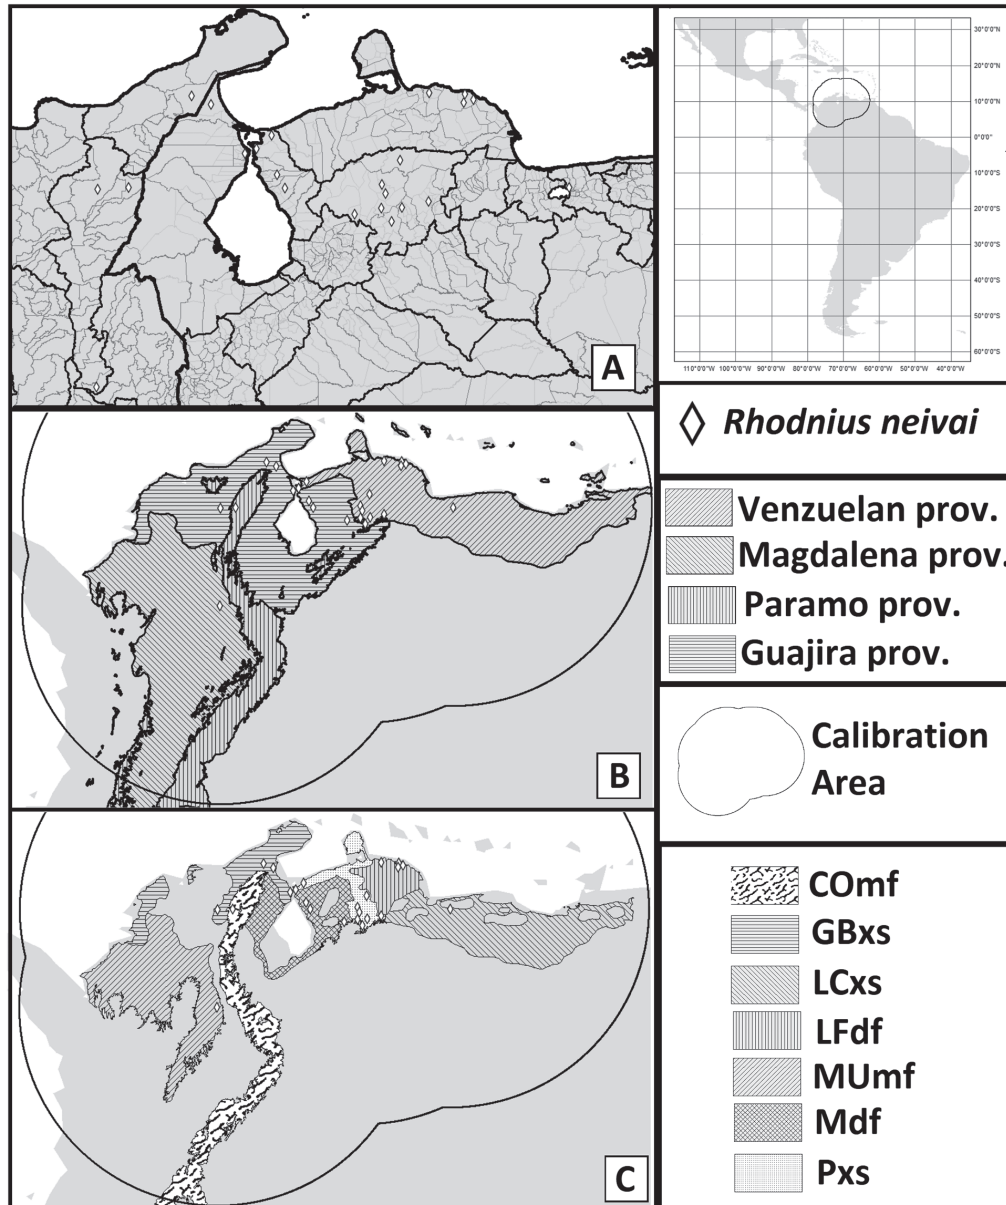 A
30°0'0"N
20°0'0"N
10°0'0"N
0°0'0"
10°0'0"S
20°0'0"S
30°0'0"S
40°0'0"S
50°0'0"S
60°0'0"S
110°0'0"W 100°0'0"W 90°0'0"W 80°0'0"W 70°0'0"W 60°0'0"W 50°0'0"W 40°0'0"W
Rhodnius neivai
B
Venzuelan prov.
Magdalena prov.
Paramo prov.
Guajira prov.
Calibration
Area
C
COmf
GBxs
LCxs
LFdf
MUmf
Mdf
Pxs